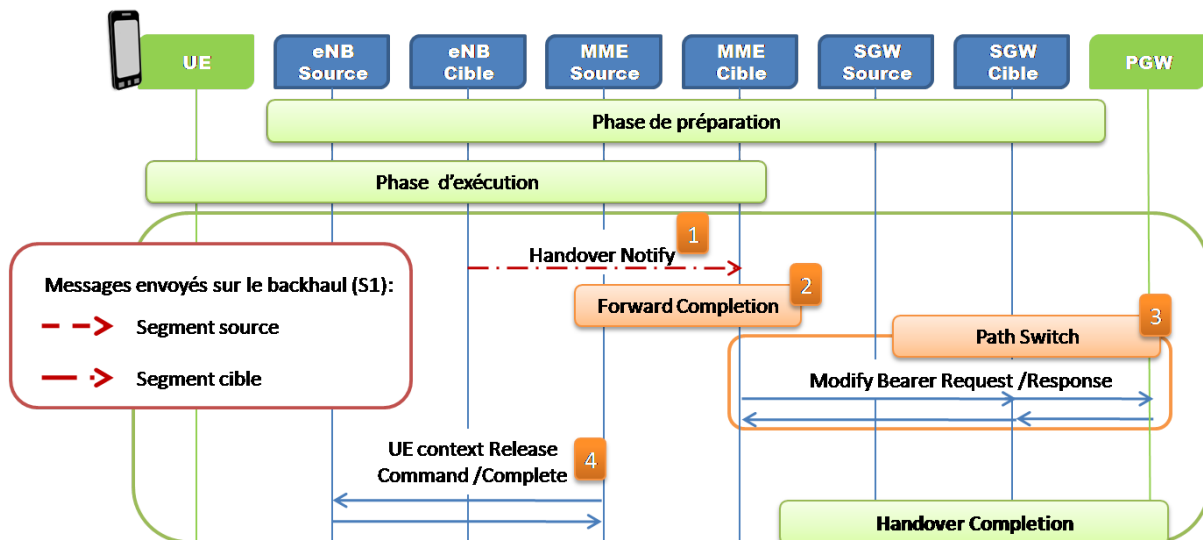 UE
eNB
Source
eNB
Cible
MME
Source
MME
Cible
SGW
Source
SGW
Cible
PGW
Phase de préparation
Phase d'exécution
1
Handover Notify
Messages envoyés sur le backhaul (S1):
Segment source
Segment cible
2
Forward Completion
3
Path Switch
Modify Bearer Request /Response
UE context Release
Command /Complete
4
Handover Completion